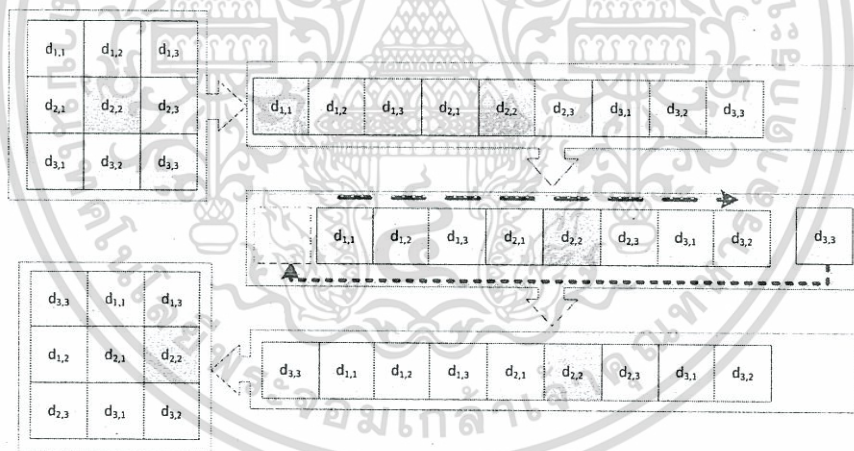 d1,1 d1,2 d1,3
d2,1 d2,2 d2,3
d3,1 d3,2 d3,3
d1,1 d1,2 d1,3 d2,1 d2,2 d2,3 d3,1 d3,2 d3,3
d1,1 d1,2 d1,3 d2,1 d2,2 d2,3 d3,1 d3,2 d3,3
d3,3 d1,1 d1,2 d1,3 d2,1 d2,2 d2,3 d3,1 d3,2
d3,3 d1,1 d1,3
d1,2 d2,1 d2,2
d2,3 d3,1 d3,2